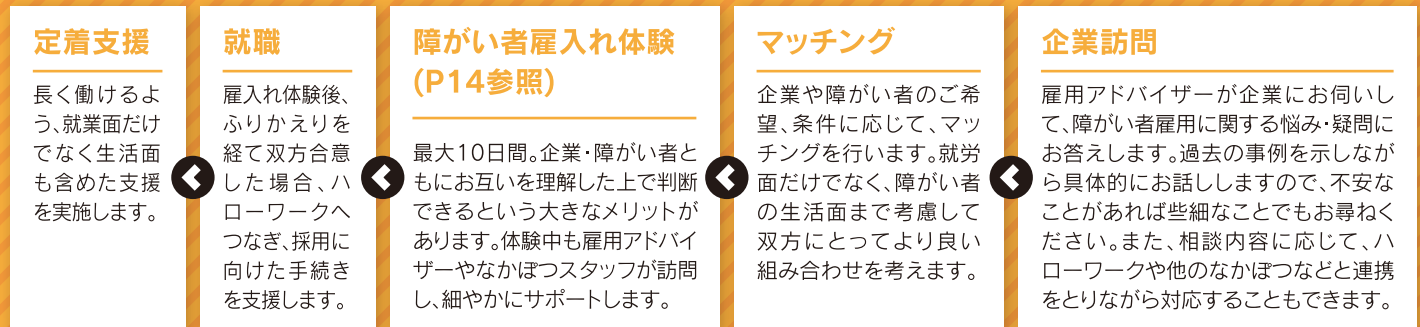 企業訪問
雇用アドバイザーが企業にお伺いし
て、障がい者雇用に関する悩み・疑問に
お答えします。過去の事例を示しなが
ら具体的にお話ししますので、不安な
ことがあれば些細なことでもお尋ねく
ださい。また、相談内容に応じて、ハ
ローワークや他のなかぽつなどと連携
をとりながら対応することもできます。
マッチング
企業や障がい者のご希
望、条件に応じて、マッ
チングを行います。就労
面だけでなく、障がい者
の生活面まで考慮して
双方にとってより良い
組み合わせを考えます。
障がい者雇入れ体験
(P14参照)
最大10日間。企業・障がい者と
もにお互いを理解した上で判断
できるという大きなメリットが
あります。体験中も雇用アドバイ
ザーやなかぽつスタッフが訪問
し、細やかにサポートします。
就職
雇入れ体験後、
ふりかえりを
経て双方合意
した場合、ハ
ローワークへ
つなぎ、採用に
向けた手続き
を支援します。
定着支援
長く働けるよ
う、就業面だけ
でなく生活面
も含めた支援
を実施します。